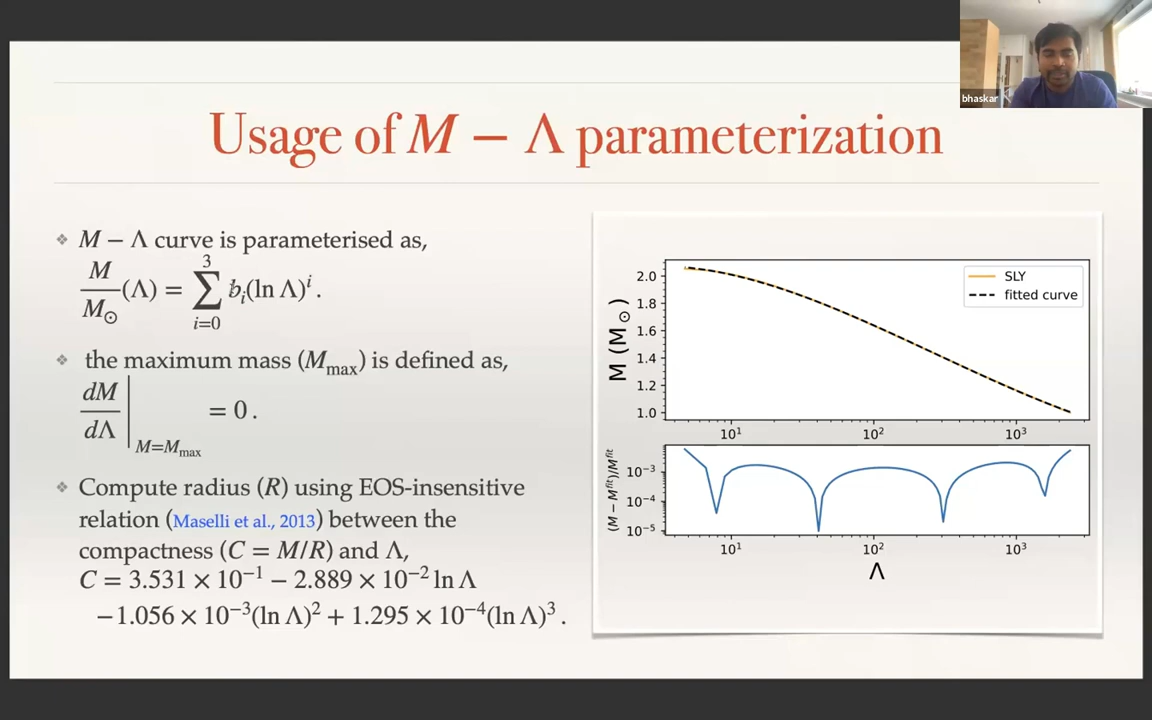 bhaskar
Usage of M − Λ parameterization
❖ M − Λ curve is parameterised as,
M/M⊙ (Λ) = ∑_{i=0}^{3} b_i(ln Λ)^i .
❖ the maximum mass (M_max) is defined as,
dM/dΛ |_{M=M_max} = 0 .
❖ Compute radius (R) using EOS-insensitive
relation (Maselli et al., 2013) between the
compactness (C = M/R) and Λ,
C = 3.531 × 10^{−1} − 2.889 × 10^{−2} ln Λ
−1.056 × 10^{−3}(ln Λ)^2 + 1.295 × 10^{−4}(ln Λ)^3 .
M (M⊙)
2.0
1.8
1.6
1.4
1.2
1.0
SLY
fitted curve
10^1 10^2 10^3
(M − M^{fit})/M^{fit}
10^{−3}
10^{−4}
10^{−5}
10^1 10^2 10^3
Λ